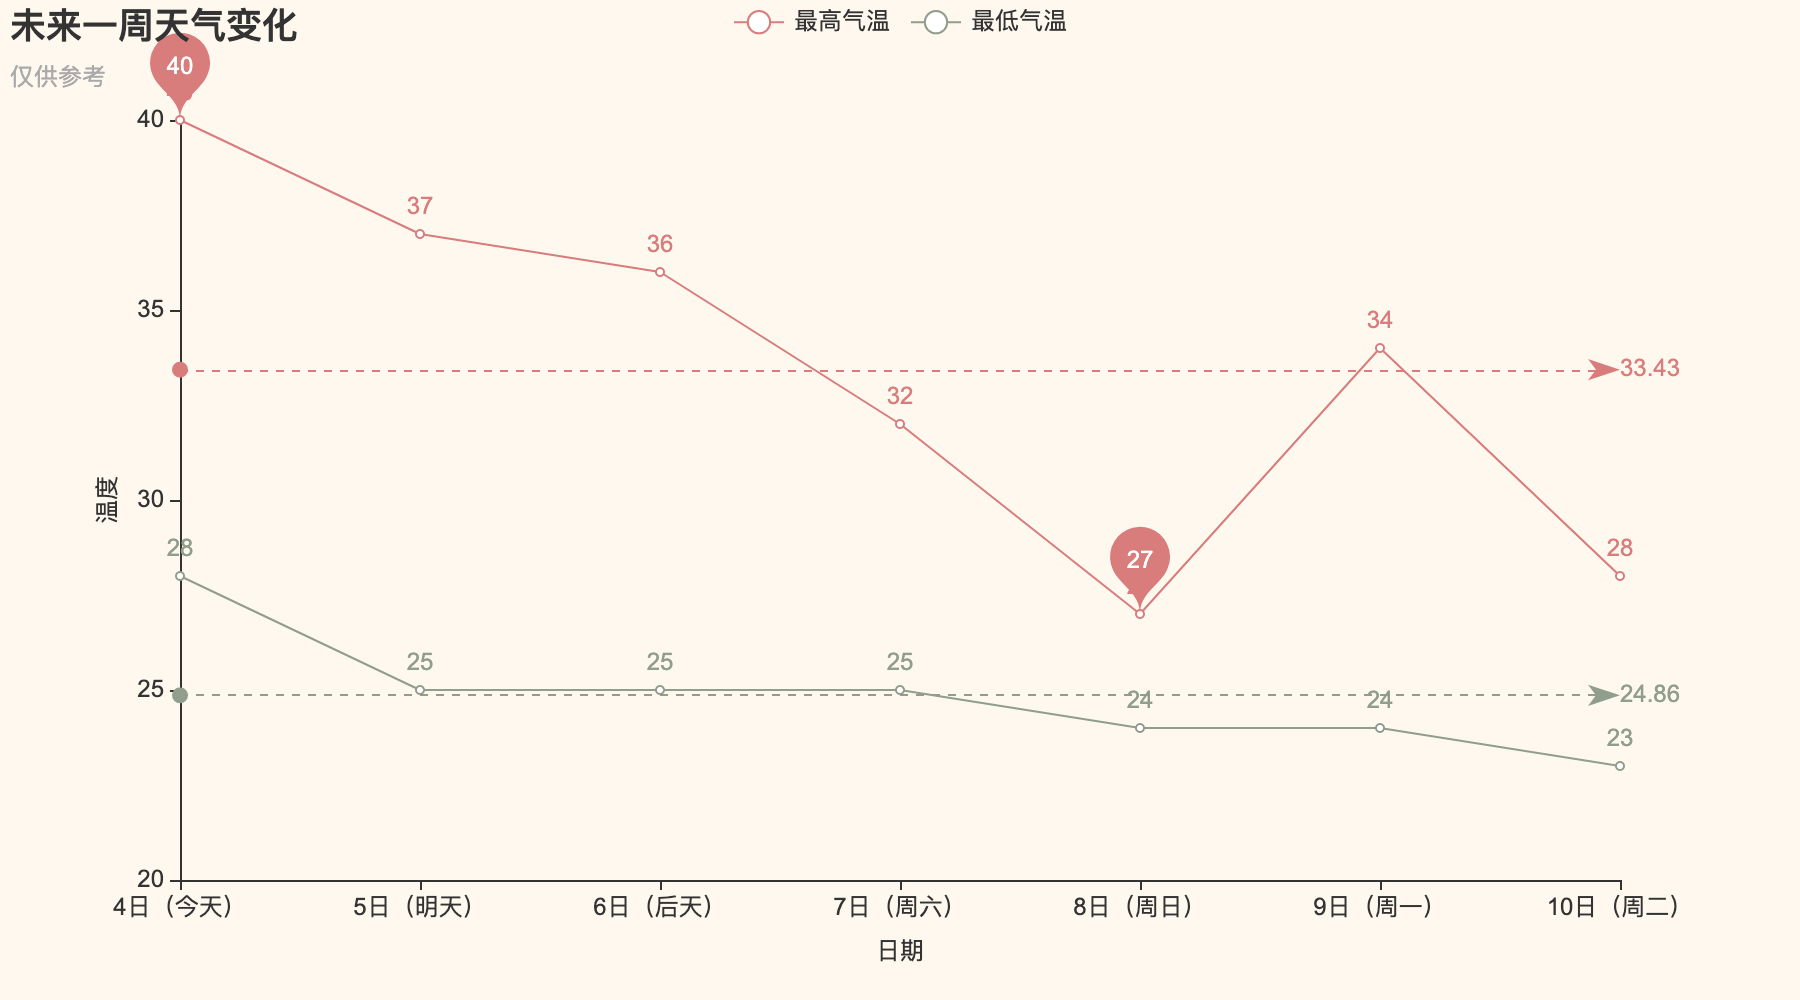 未来一周天气变化
仅供参考
最高气温
最低气温
40
37
36
32
27
34
28
33.43
28
25
25
25
24
24
23
24.86
40
35
30
25
20
温度
4日（今天）
5日（明天）
6日（后天）
7日（周六）
8日（周日）
9日（周一）
10日（周二）
日期